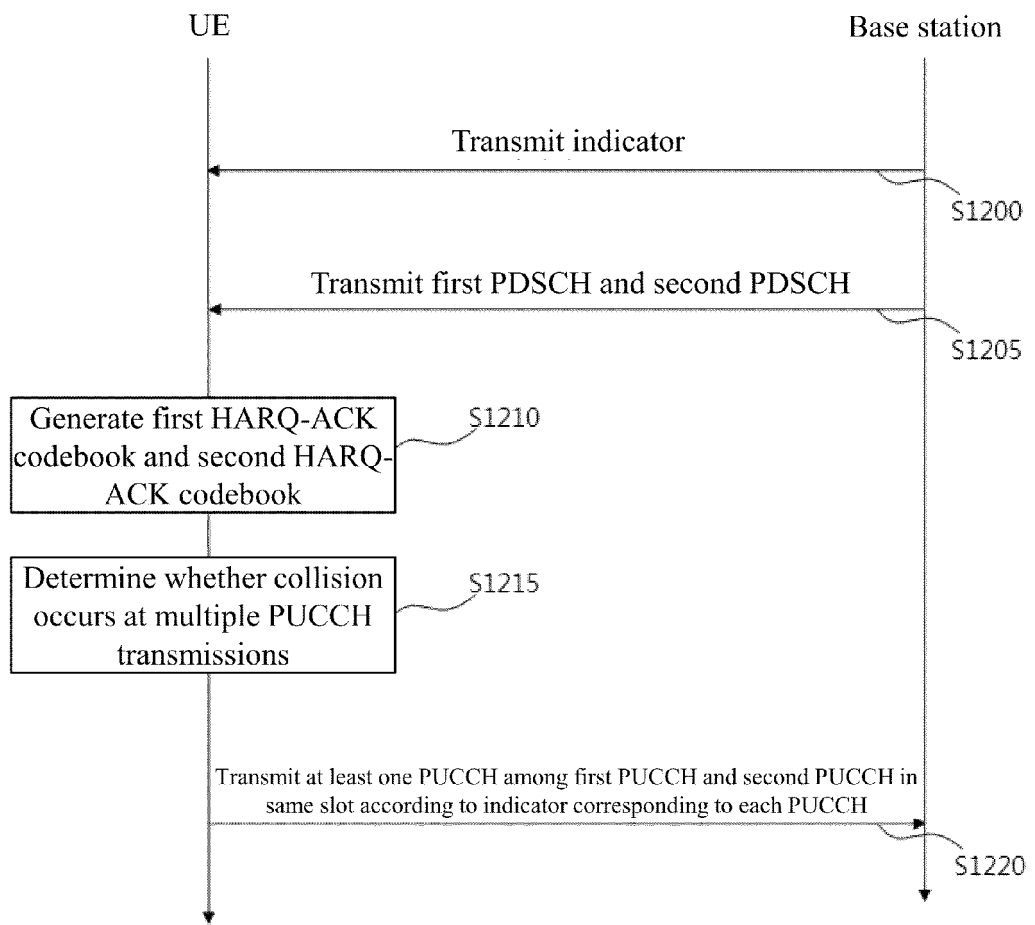 UE
Base station
Transmit indicator
S1200
Transmit first PDSCH and second PDSCH
S1205
Generate first HARQ-ACK
codebook and second HARQ-
ACK codebook
S1210
Determine whether collision
occurs at multiple PUCCH
transmissions
S1215
Transmit at least one PUCCH among first PUCCH and second PUCCH in
same slot according to indicator corresponding to each PUCCH
S1220